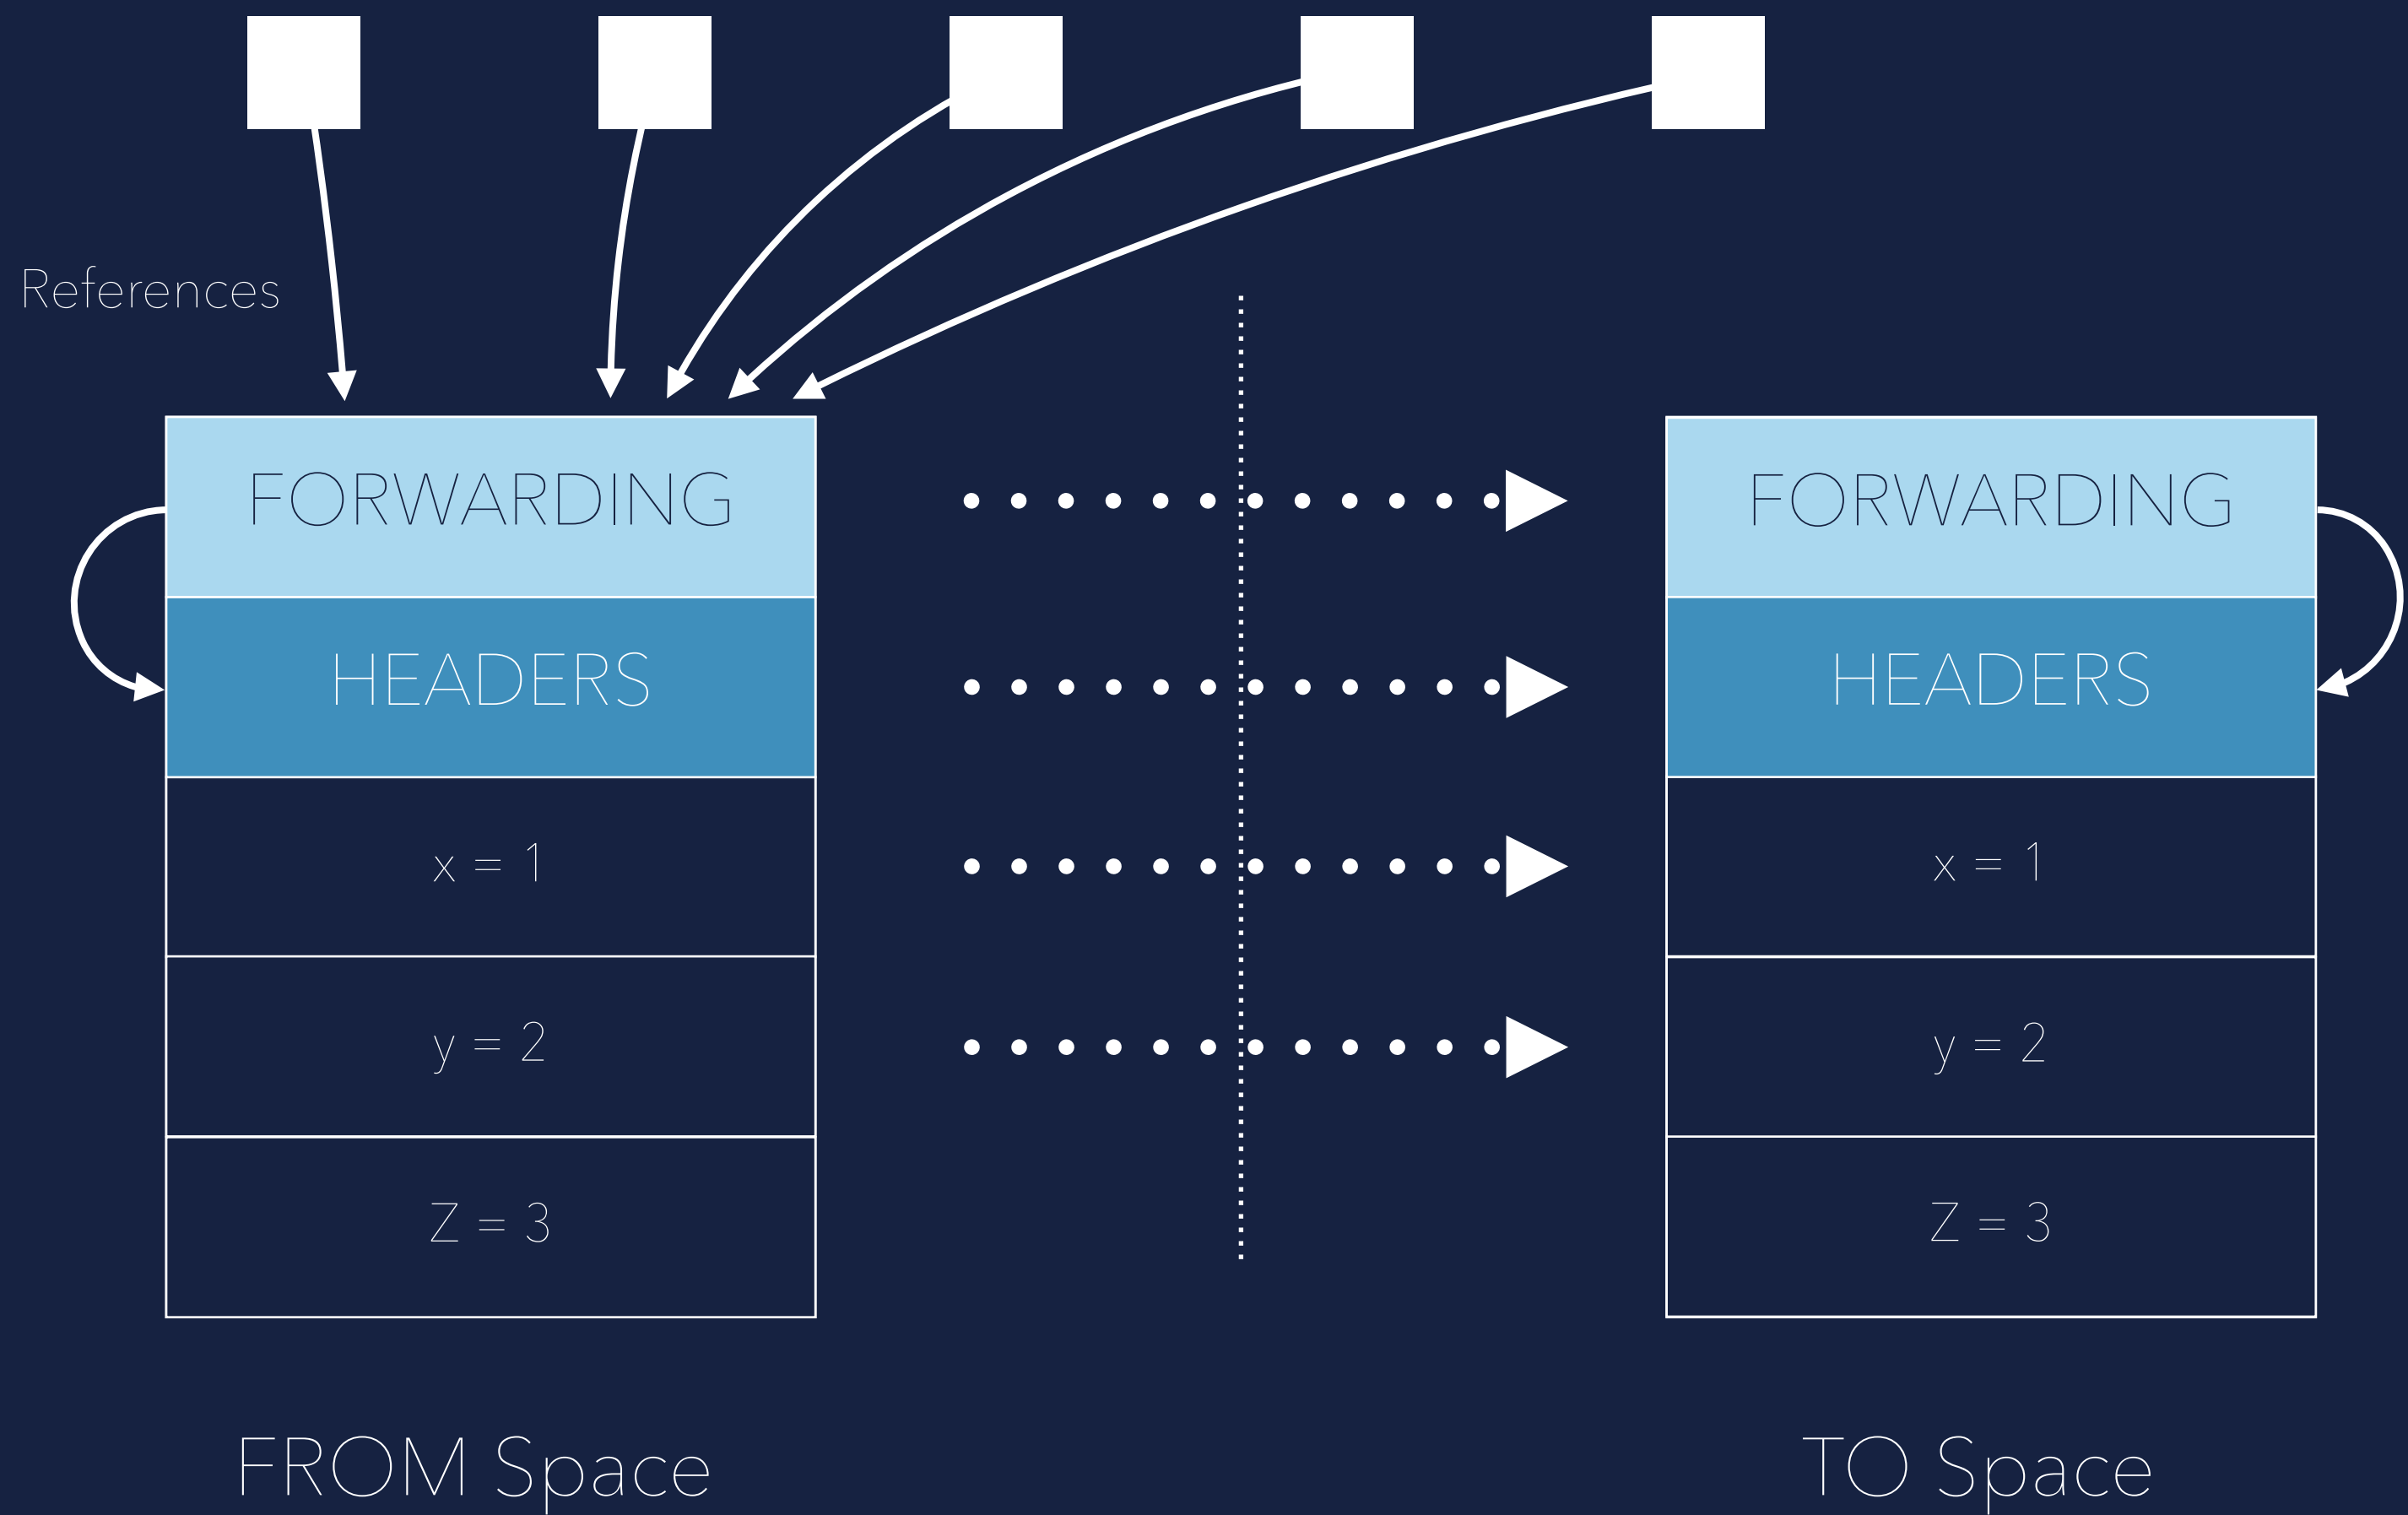 References
FORWARDING
HEADERS
x = 1
y = 2
Z = 3
FROM Space
FORWARDING
HEADERS
x = 1
y = 2
Z = 3
TO Space